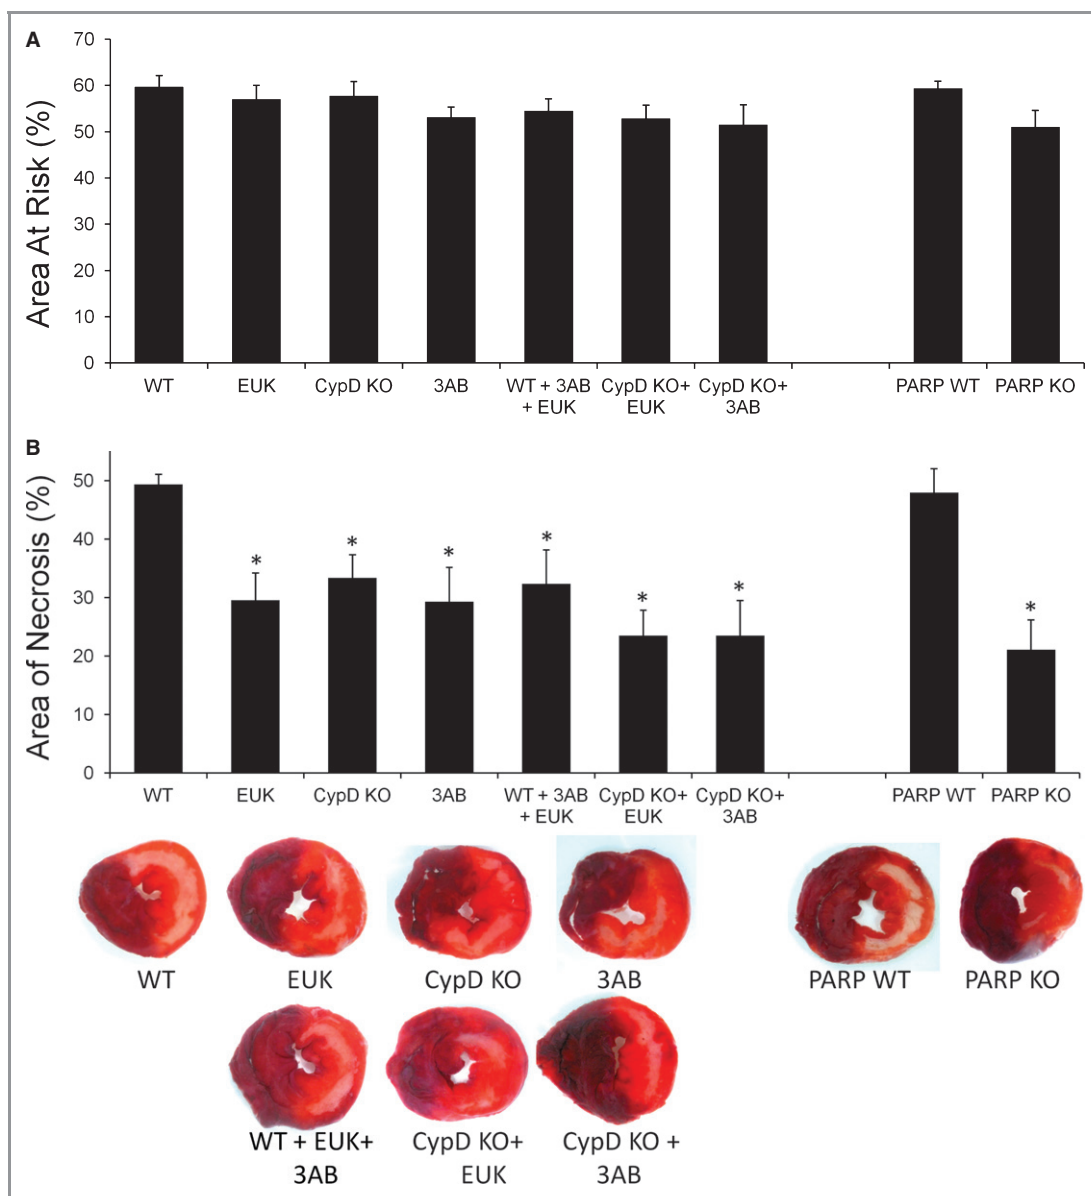 A
Area At Risk (%)
70
60
50
40
30
20
10
0
WT
EUK
CypD KO
3AB
WT + 3AB
+ EUK
CypD KO+
EUK
CypD KO+
3AB
PARP WT
PARP KO
B
Area of Necrosis (%)
50
40
30
20
10
0
*
*
*
*
*
*
*
WT
EUK
CypD KO
3AB
WT + 3AB
+ EUK
CypD KO+
EUK
CypD KO+
3AB
PARP WT
PARP KO
WT
EUK
CypD KO
3AB
PARP WT
PARP KO
WT + EUK+
3AB
CypD KO+
EUK
CypD KO +
3AB